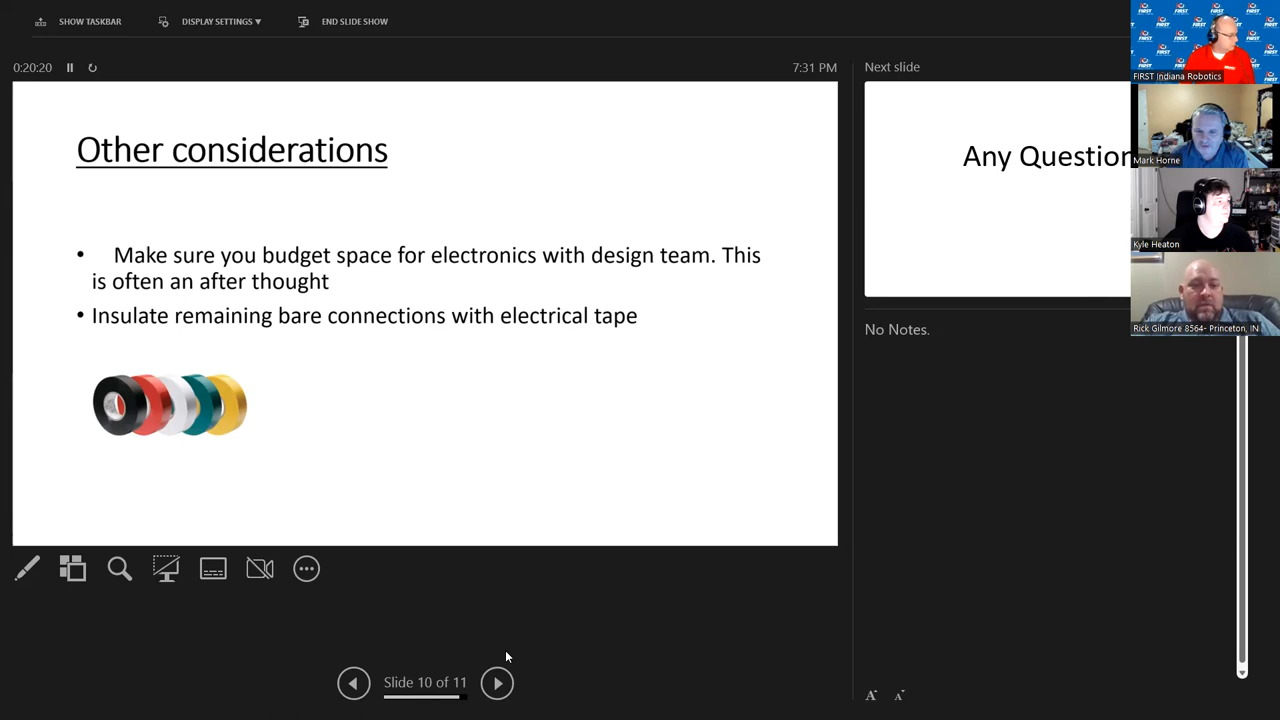 SHOW TASKBAR
DISPLAY SETTINGS
END SLIDE SHOW
0:20:20
7:31 PM
Other considerations
• Make sure you budget space for electronics with design team. This
is often an after thought
• Insulate remaining bare connections with electrical tape
Slide 10 of 11
Next slide
Any Question
No Notes.
A A
FIRST
FIRST Indiana Robotics
Mark Horne
Kyle Heaton
Rick Gilmore 8564- Princeton, IN